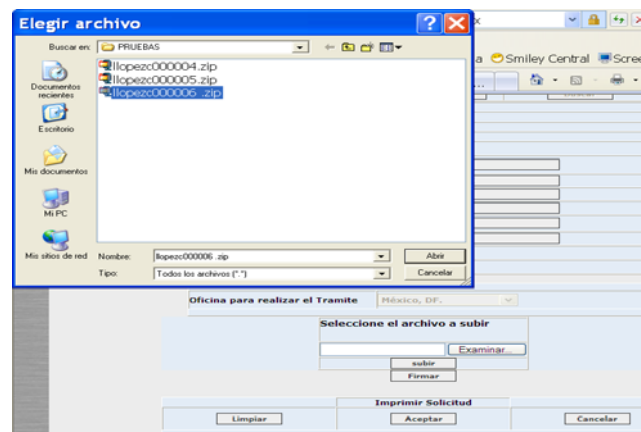 Elegir archivo
Buscar en: PRUEBAS
llopezc000004.zip
llopezc000005.zip
llopezc000006 .zip
Documentos recientes
Escritorio
Mis documentos
Mi PC
Mis sitios de red
Nombre: llopezc000006 .zip Abrir
Tipo: Todos los archivos (*.*) Cancelar
Smiley Central Scree
Oficina para realizar el Tramite México, DF.
Seleccione el archivo a subir
Examinar...
subir
Firmar
Imprimir Solicitud
Limpiar Aceptar Cancelar